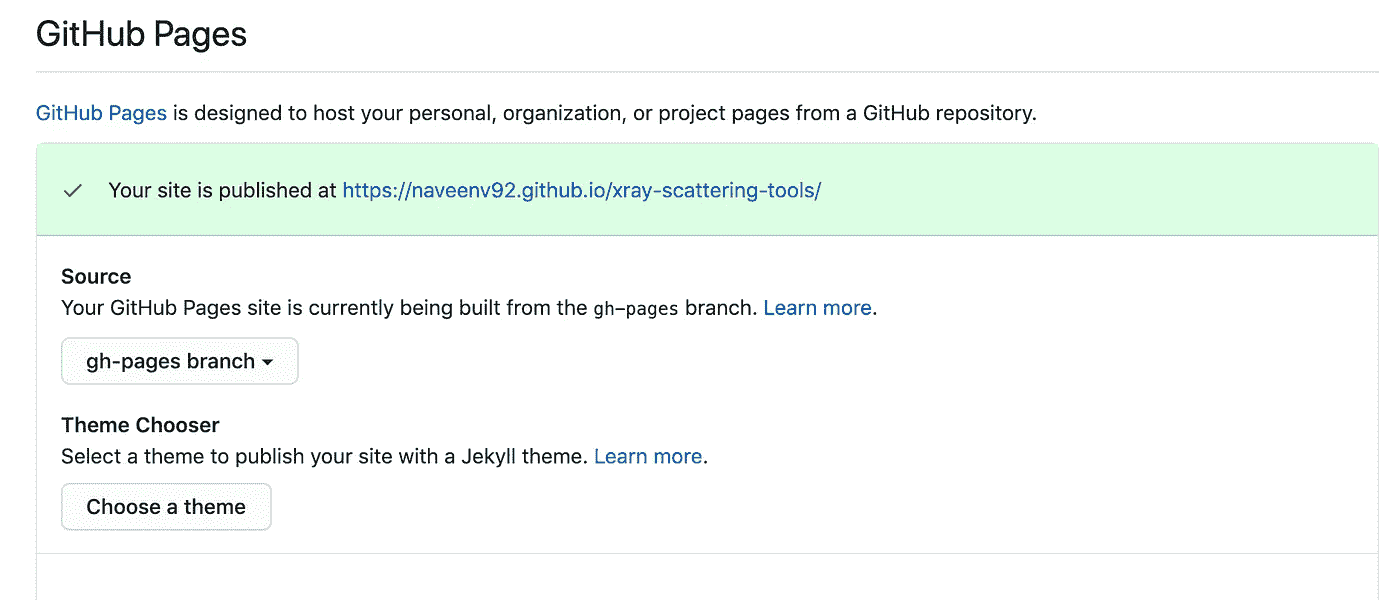 GitHub Pages
GitHub Pages is designed to host your personal, organization, or project pages from a GitHub repository.
Your site is published at https://naveenv92.github.io/xray-scattering-tools/
Source
Your GitHub Pages site is currently being built from the gh-pages branch. Learn more.
gh-pages branch
Theme Chooser
Select a theme to publish your site with a Jekyll theme. Learn more.
Choose a theme